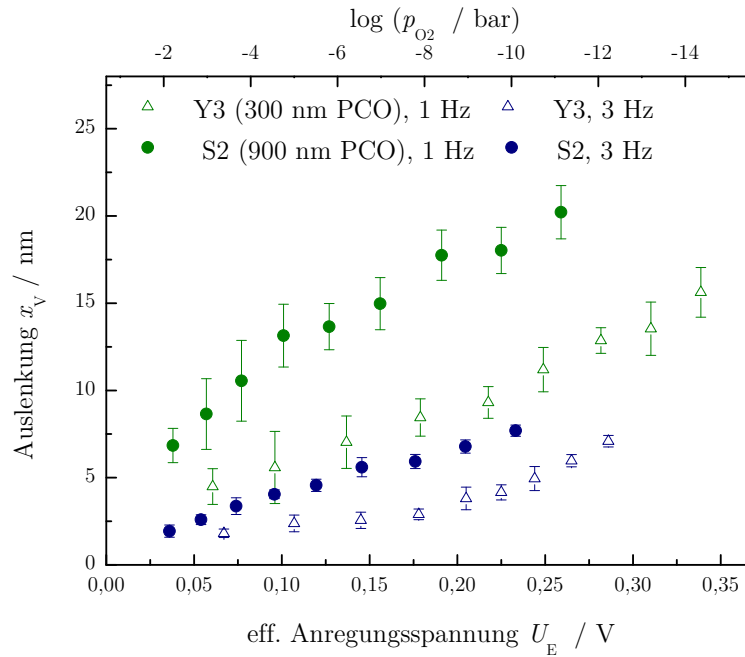 log (p_O2 / bar)
-2 -4 -6 -8 -10 -12 -14
Y3 (300 nm PCO), 1 Hz Y3, 3 Hz
S2 (900 nm PCO), 1 Hz S2, 3 Hz
25
20
15
10
5
0
Auslenkung x_V / nm
0,00 0,05 0,10 0,15 0,20 0,25 0,30 0,35
eff. Anregungsspannung U_E / V